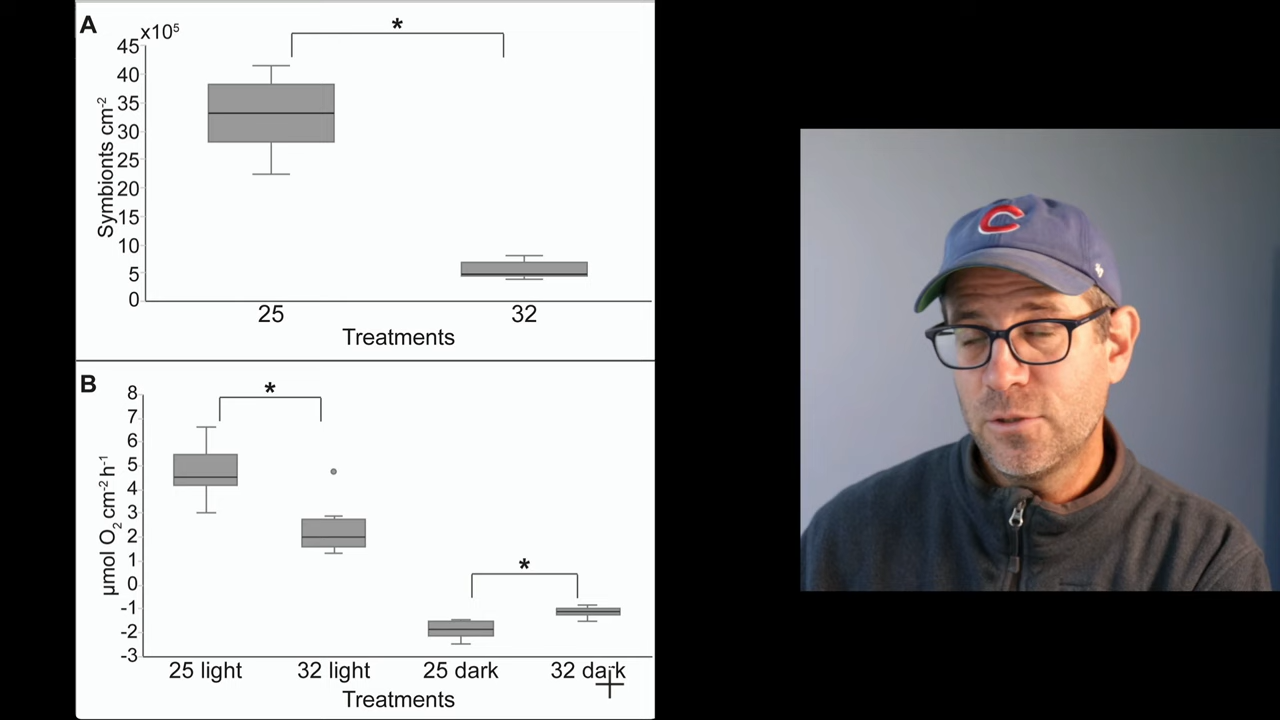 A
x10⁵
*
45
40
35
30
25
20
15
10
5
0
Symbionts cm⁻²
25 32
Treatments
B
*
8
7
6
5
4
3
2
1
0
-1
-2
-3
µmol O₂ cm⁻² h⁻¹
*
25 light 32 light 25 dark 32 dark
Treatments
C